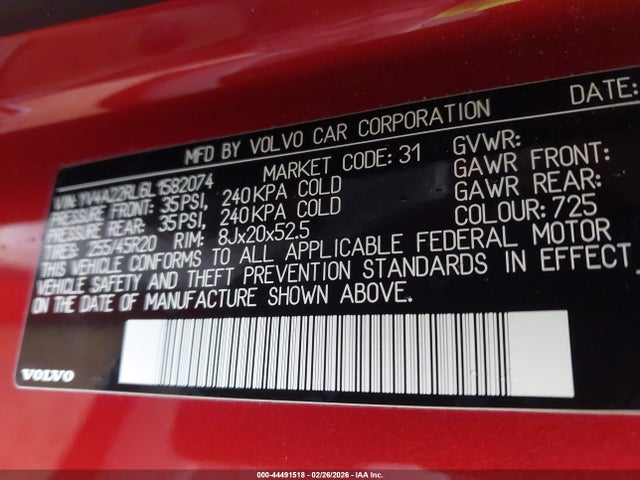 MFD BY VOLVO CAR CORPORATION DATE:
VIN: YV4A22RL6L1582074 MARKET CODE: 31 GVWR:
PRESSURE FRONT: 35PSI, 240KPA COLD GAWR FRONT:
PRESSURE REAR: 35PSI, 240KPA COLD GAWR REAR:
TIRES: 255/45R20 RIM: 8Jx20x52.5 COLOUR: 725
THIS VEHICLE CONFORMS TO ALL APPLICABLE FEDERAL MOTOR
VEHICLE SAFETY AND THEFT PREVENTION STANDARDS IN EFFECT
ON THE DATE OF MANUFACTURE SHOWN ABOVE.
VOLVO
000-44491518 - 02/26/2026 - IAA Inc.